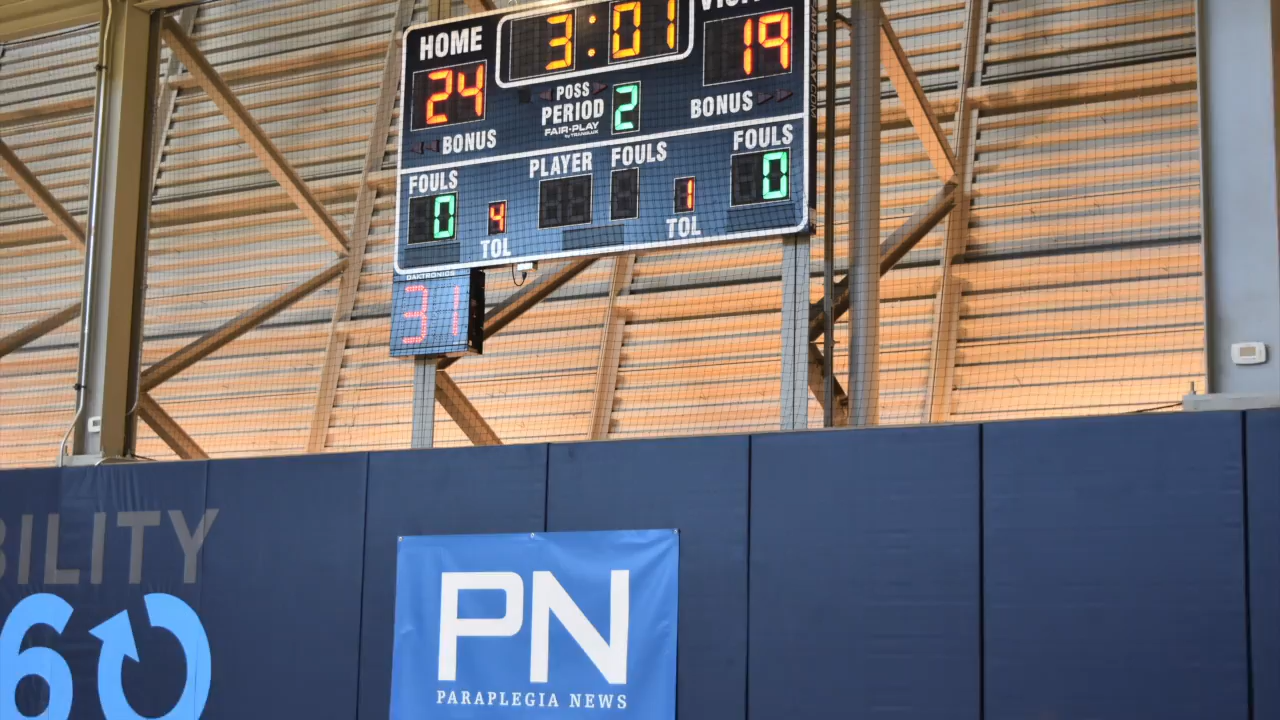 3:01
HOME
24
19
POSS
PERIOD 2
FAIR-PLAY
BONUS
BONUS
FOULS
PLAYER
FOULS
FOULS
0
4
1
0
TOL
TOL
DAKTRONICS
31
BILITY
60
PN
PARAPLEGIA NEWS